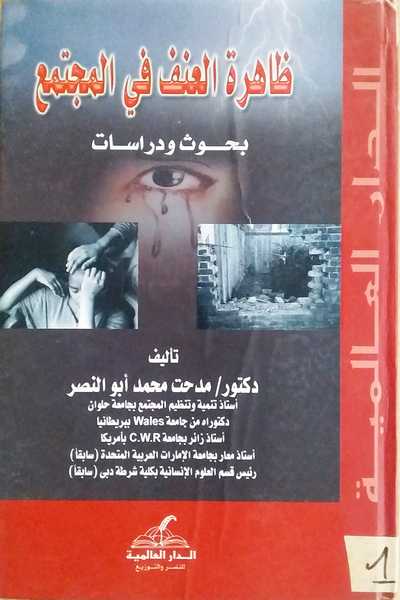 ظاهرة العنف في المجتمع
بحوث ودراسات
تأليف
دكتور/ مدحت محمد أبو النصر
أستاذ تنمية وتنظيم المجتمع بجامعة حلوان
دكتوراه من جامعة Wales ببريطانيا
أستاذ زائر بجامعة C.W.R بأمريكا
أستاذ معار بجامعة الإمارات العربية المتحدة (سابقاً)
رئيس قسم العلوم الإنسانية بكلية شرطة دبى (سابقاً)
الدار العالمية
للنشر والتوزيع
الدار العالمية
1